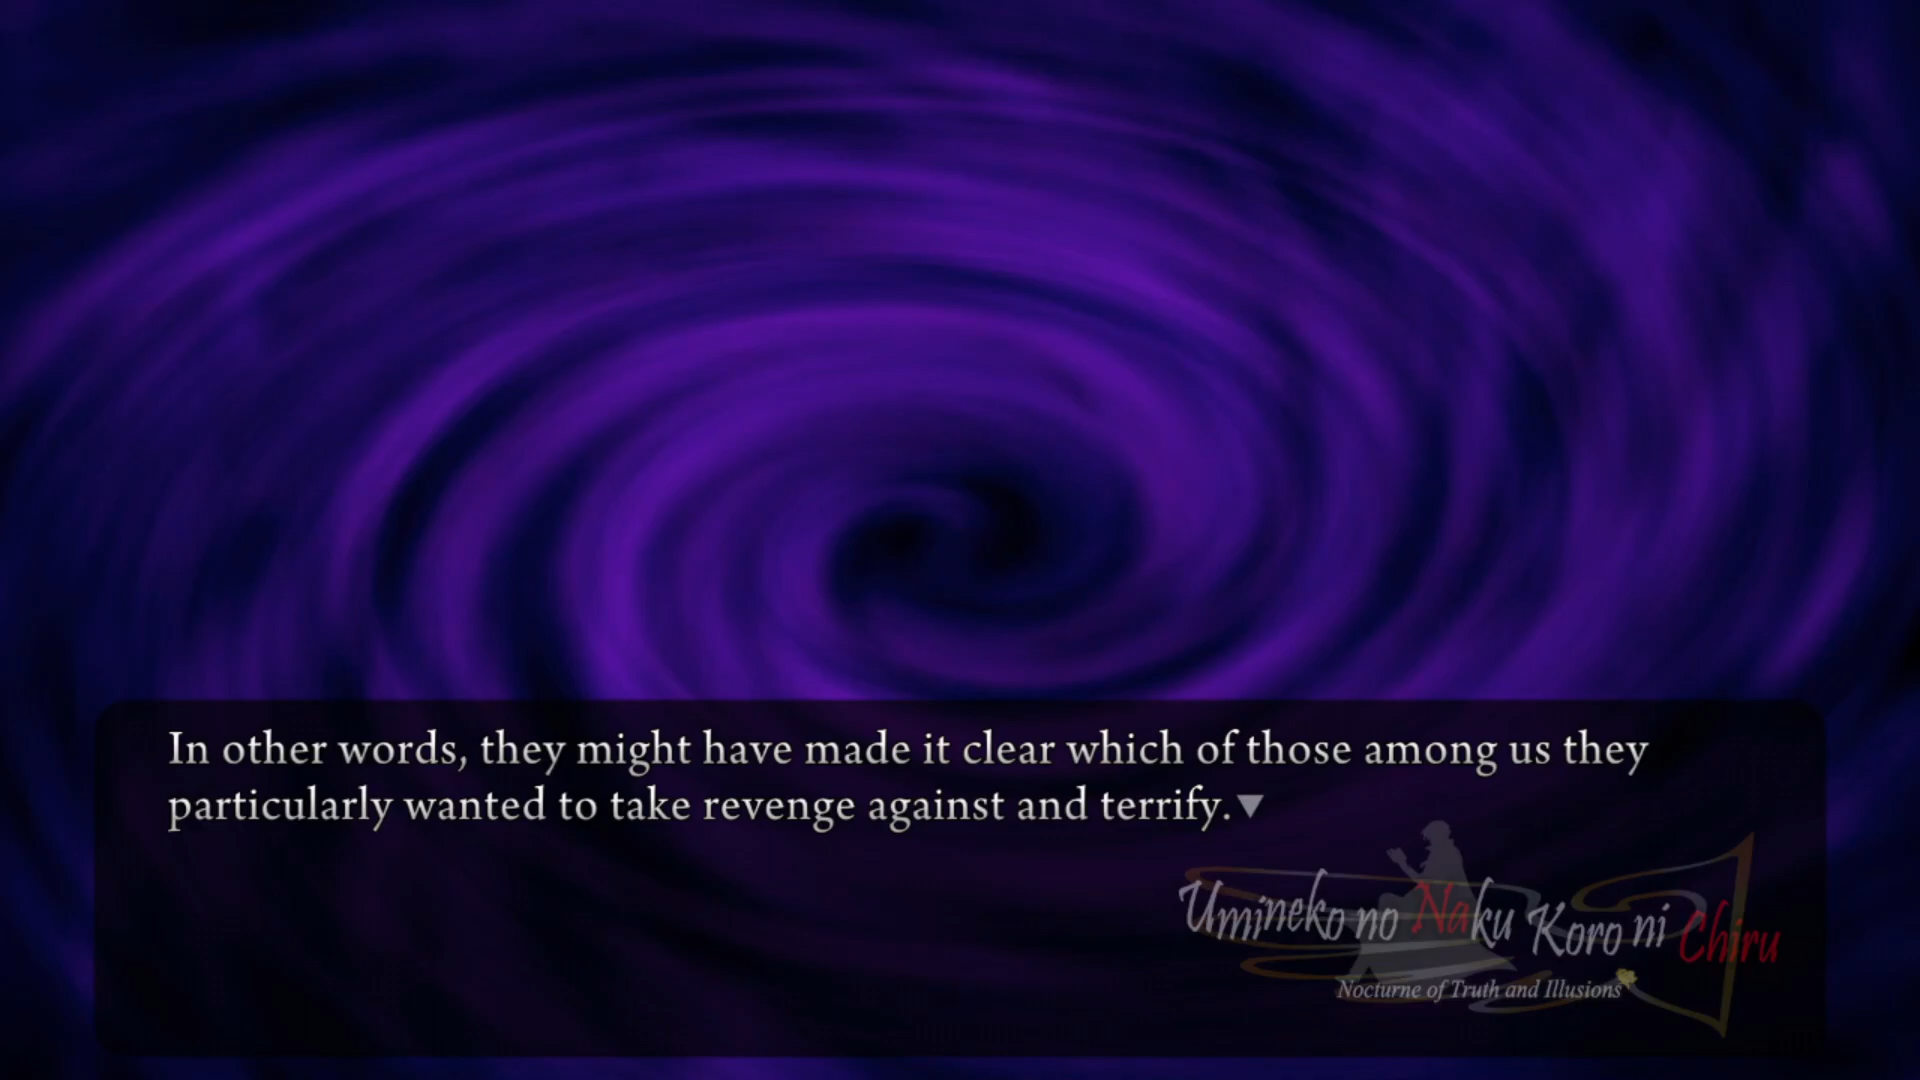 In other words, they might have made it clear which of those among us they
particularly wanted to take revenge against and terrify.
Umineko no Naku Koro ni Chiru
Nocturne of Truth and Illusions